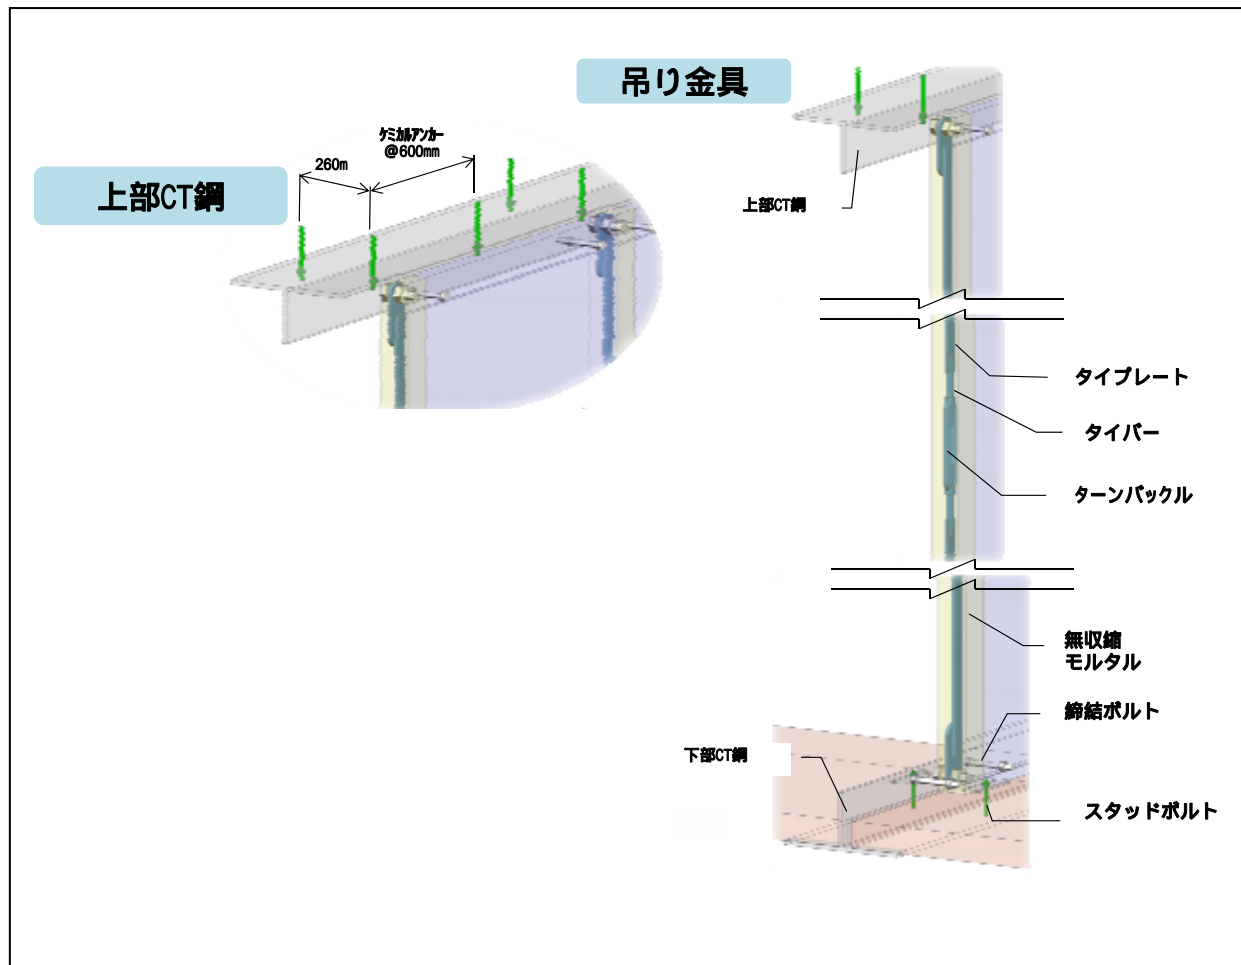 吊り金具
ケミカルアンカー
@600mm
260m
上部CT鋼
上部CT鋼
タイプレート
タイバー
ターンバックル
無収縮
モルタル
締結ボルト
下部CT鋼
スタッドボルト